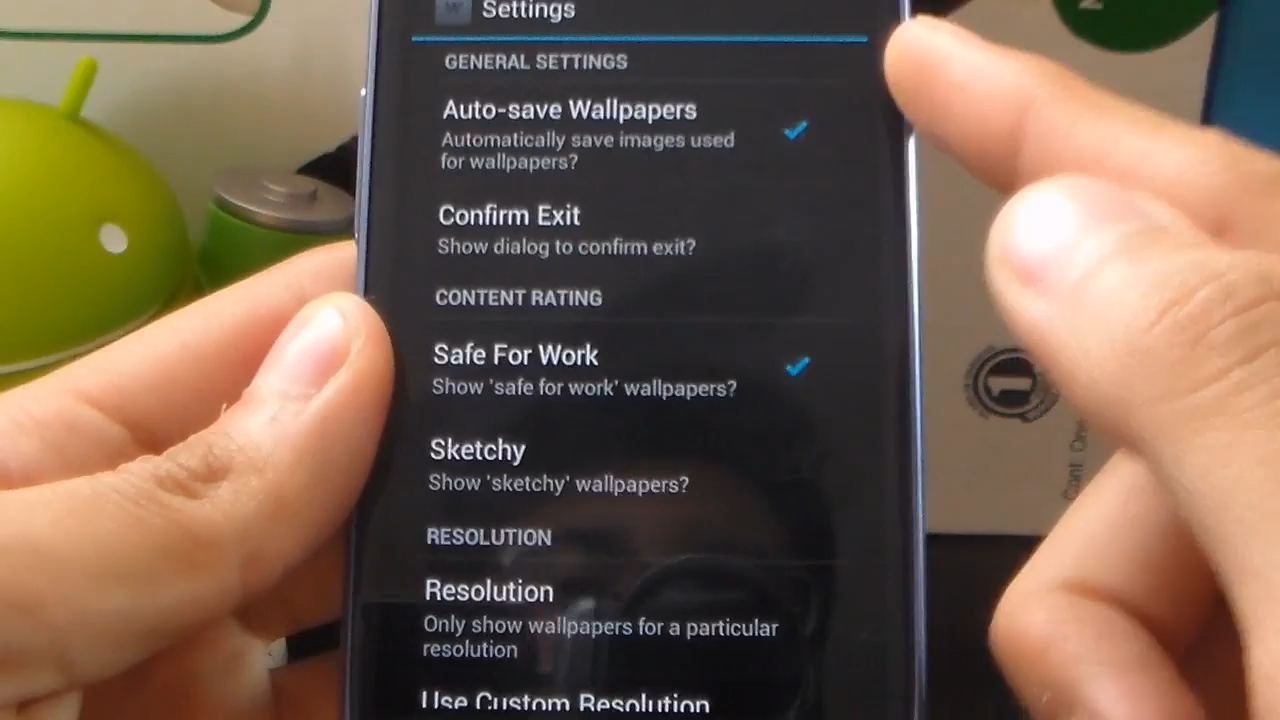 Settings
GENERAL SETTINGS
Auto-save Wallpapers
Automatically save images used
for wallpapers?
Confirm Exit
Show dialog to confirm exit?
CONTENT RATING
Safe For Work
Show 'safe for work' wallpapers?
Sketchy
Show 'sketchy' wallpapers?
RESOLUTION
Resolution
Only show wallpapers for a particular
resolution
Use Custom Resolution